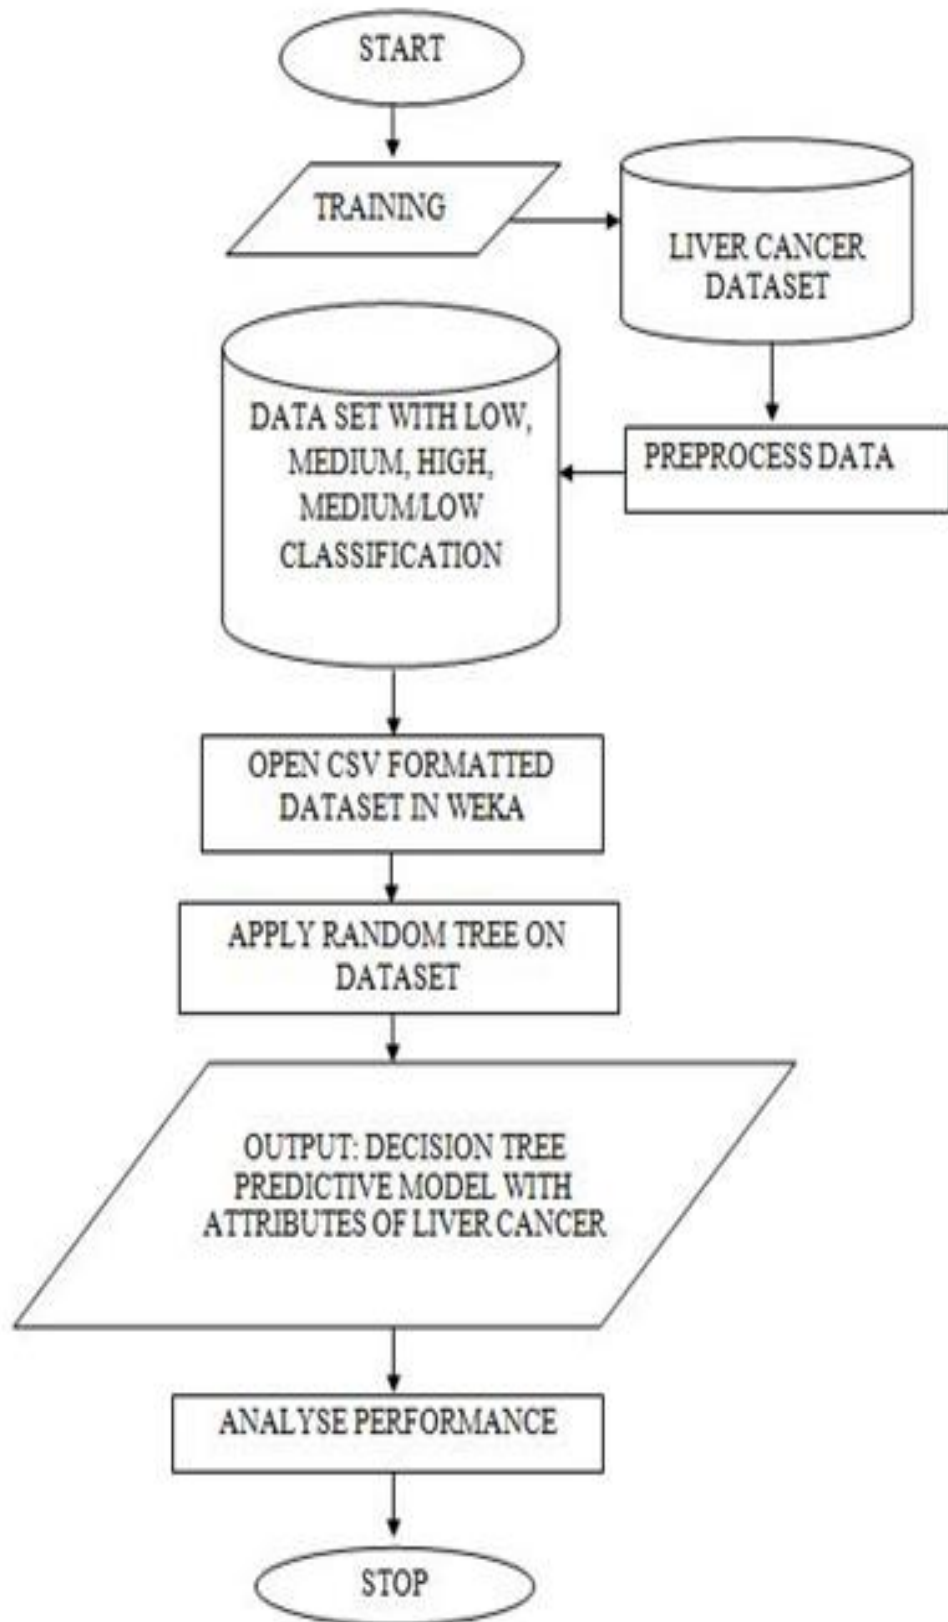 START
TRAINING
LIVER CANCER
DATASET
PREPROCESS DATA
DATA SET WITH LOW,
MEDIUM, HIGH,
MEDIUM/LOW
CLASSIFICATION
OPEN CSV FORMATTED
DATASET IN WEKA
APPLY RANDOM TREE ON
DATASET
OUTPUT: DECISION TREE
PREDICTIVE MODEL WITH
ATTRIBUTES OF LIVER CANCER
ANALYSE PERFORMANCE
STOP